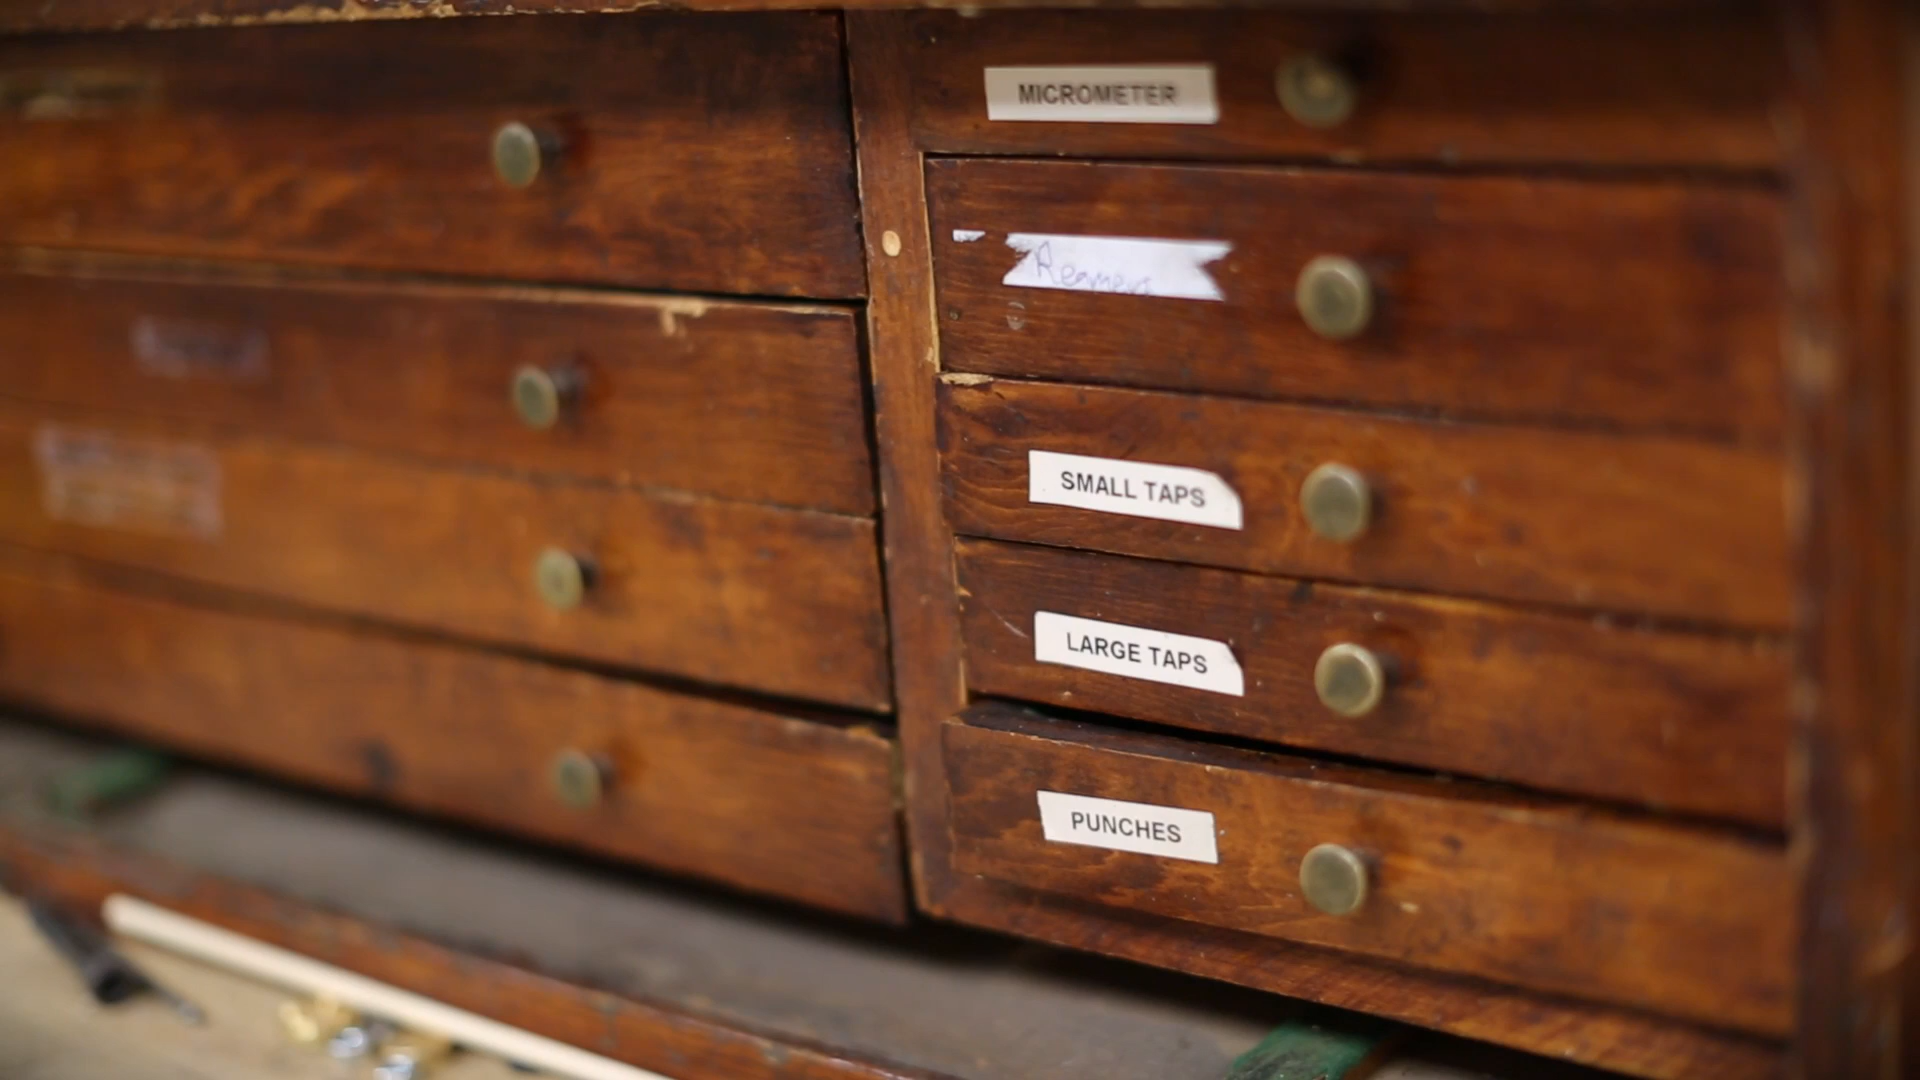 MICROMETER
Reamers
SMALL TAPS
LARGE TAPS
PUNCHES